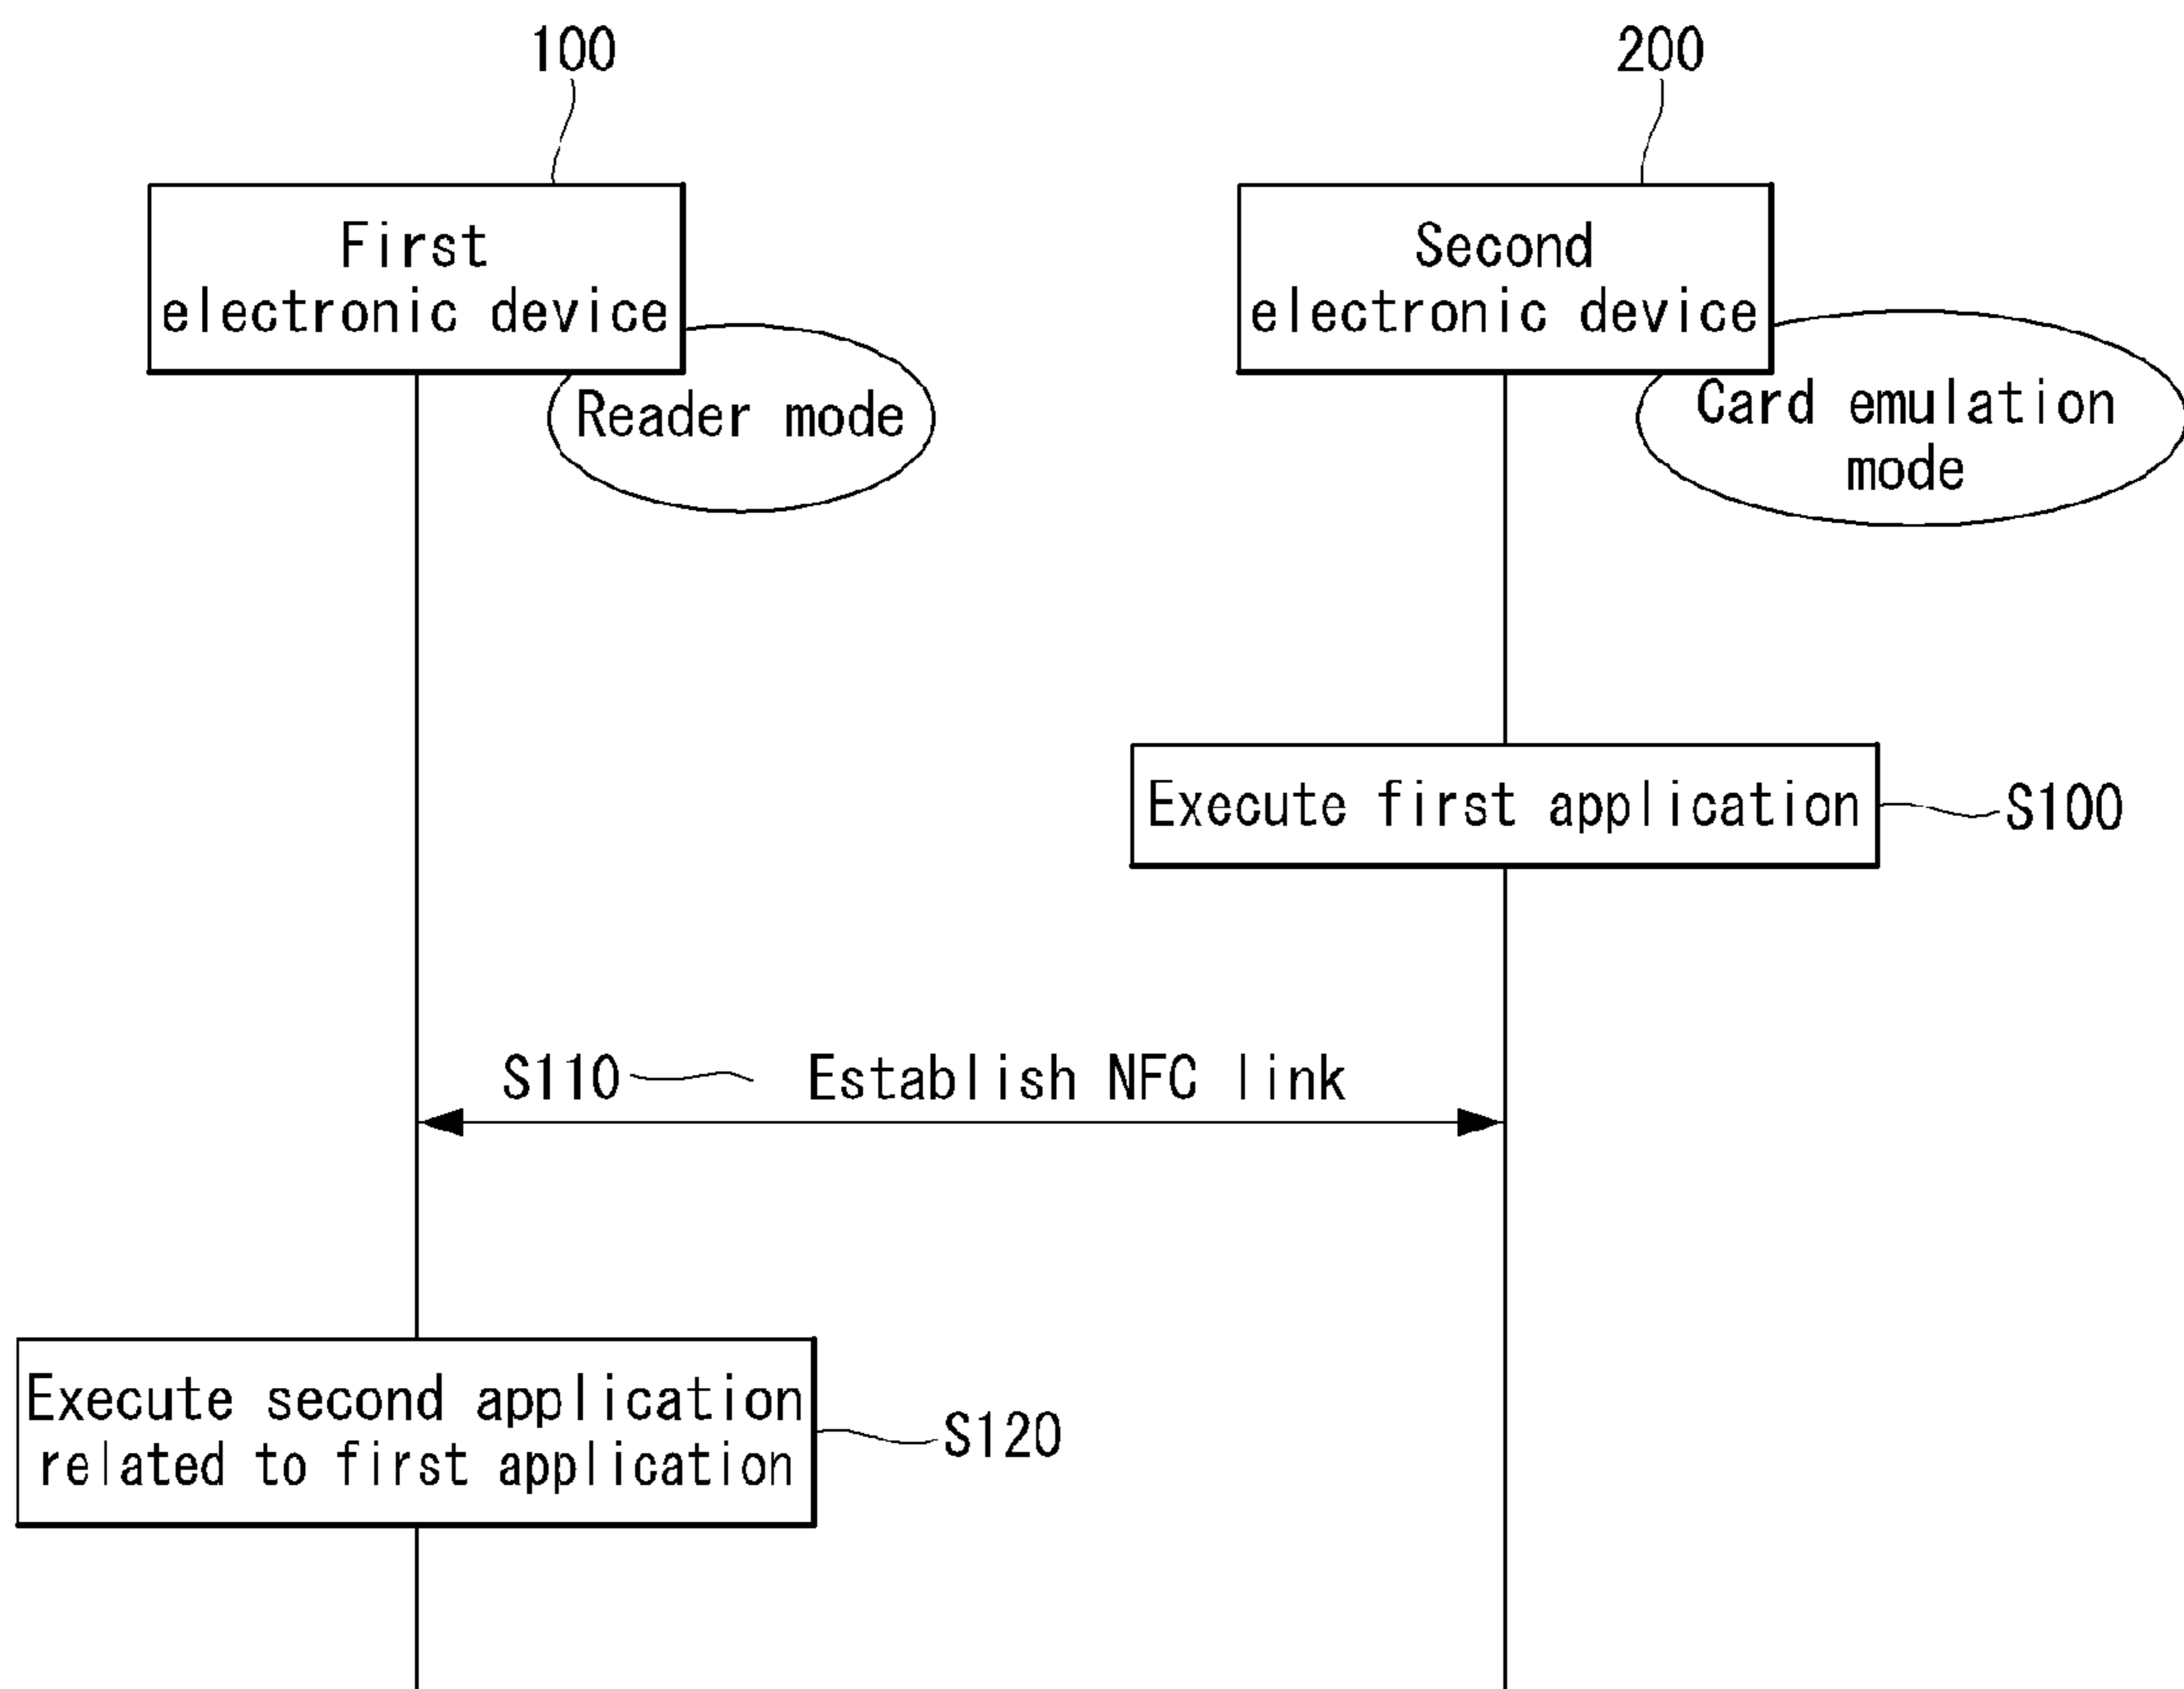 100
200
First
electronic device
Second
electronic device
Reader mode
Card emulation
mode
Execute first application
S100
S110
Establish NFC link
Execute second application
related to first application
S120